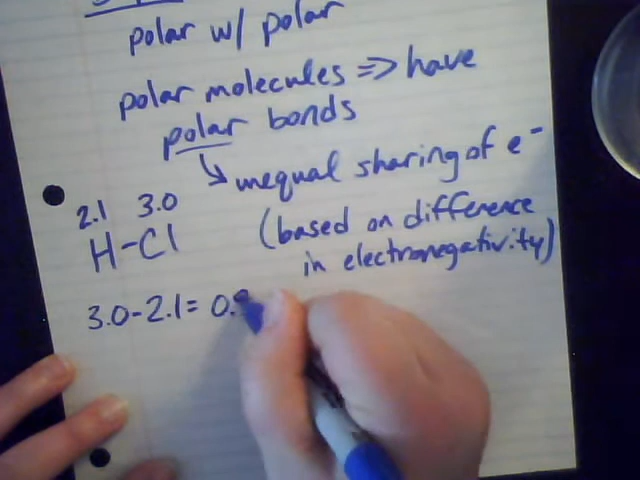 polar w/ polar
polar molecules => have
polar bonds
unequal sharing of e⁻
(based on difference
in electronegativity)
2.1 3.0
H-Cl
3.0-2.1= 0.9